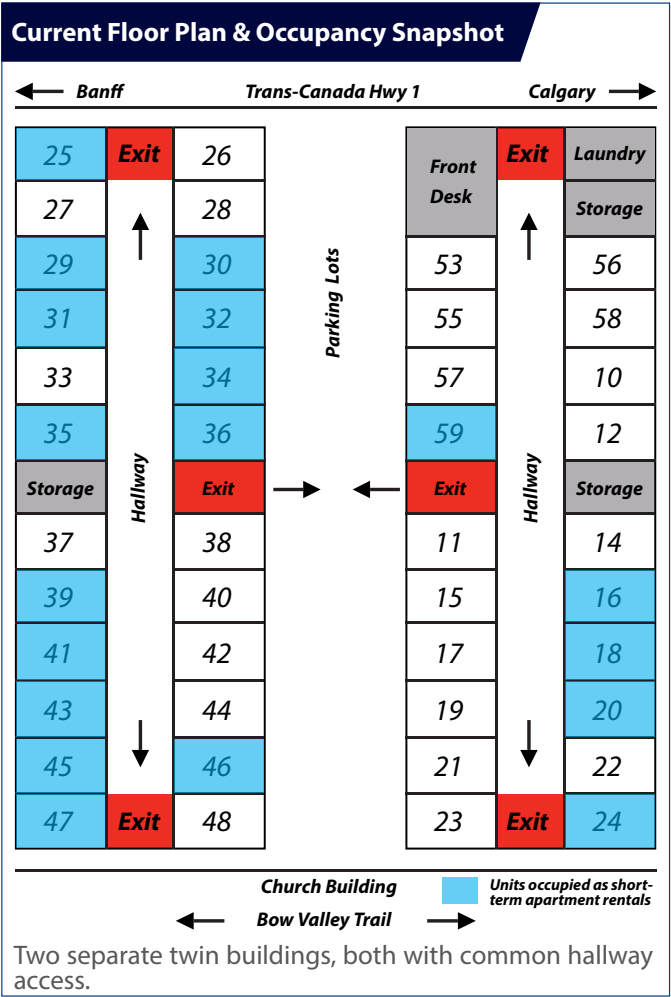 Current Floor Plan & Occupancy Snapshot
Banff Trans-Canada Hwy 1 Calgary
25 Exit 26 Front Desk Exit Laundry
27 28 Storage
29 30 53 56
31 32 55 58
33 34 57 10
35 36 59 12
Parking Lots
Hallway
Hallway
Storage Exit Exit Storage
37 38 11 14
39 40 15 16
41 42 17 18
43 44 19 20
45 46 21 22
47 Exit 48 23 Exit 24
Church Building
Units occupied as short-
term apartment rentals
Bow Valley Trail
Two separate twin buildings, both with common hallway
access.